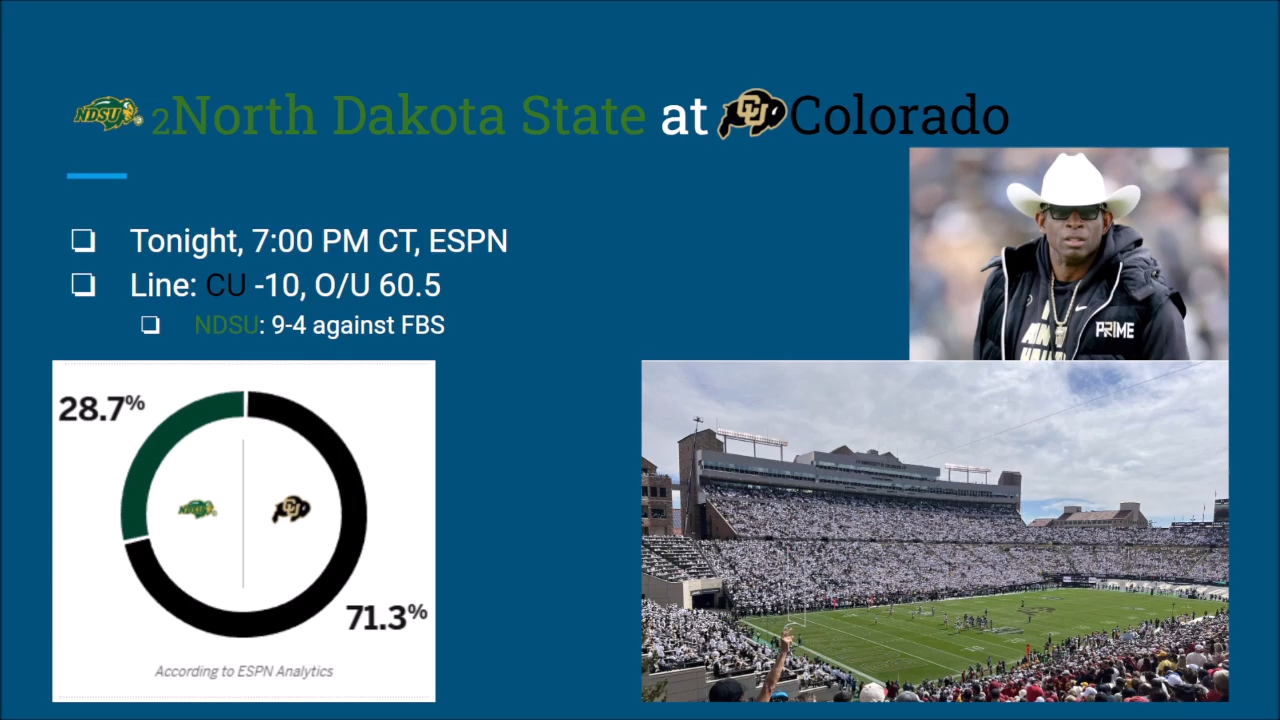 NDSU 2North Dakota State at CU Colorado
Tonight, 7:00 PM CT, ESPN
Line: CU -10, O/U 60.5
NDSU: 9-4 against FBS
PRIME
28.7%
71.3%
According to ESPN Analytics